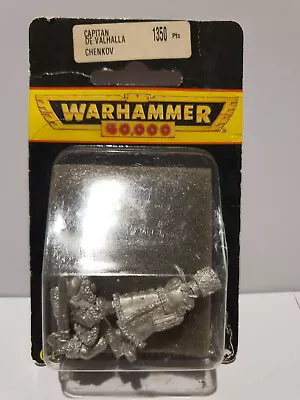 CAPITAN 1350 Pts
DE VALHALLA
CHENKOV
WARHAMMER
40,000